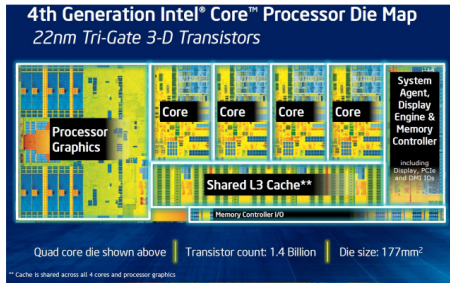 4th Generation Intel® Core™ Processor Die Map
22nm Tri-Gate 3-D Transistors
Processor
Graphics
Core
Core
Core
Core
System
Agent,
Display
Engine &
Memory
Controller
including
Display, PCIe
and DMI IOs
Shared L3 Cache**
Memory Controller I/O
Quad core die shown above
Transistor count: 1.4 Billion
Die size: 177mm²
** Cache is shared across all 4 cores and processor graphics